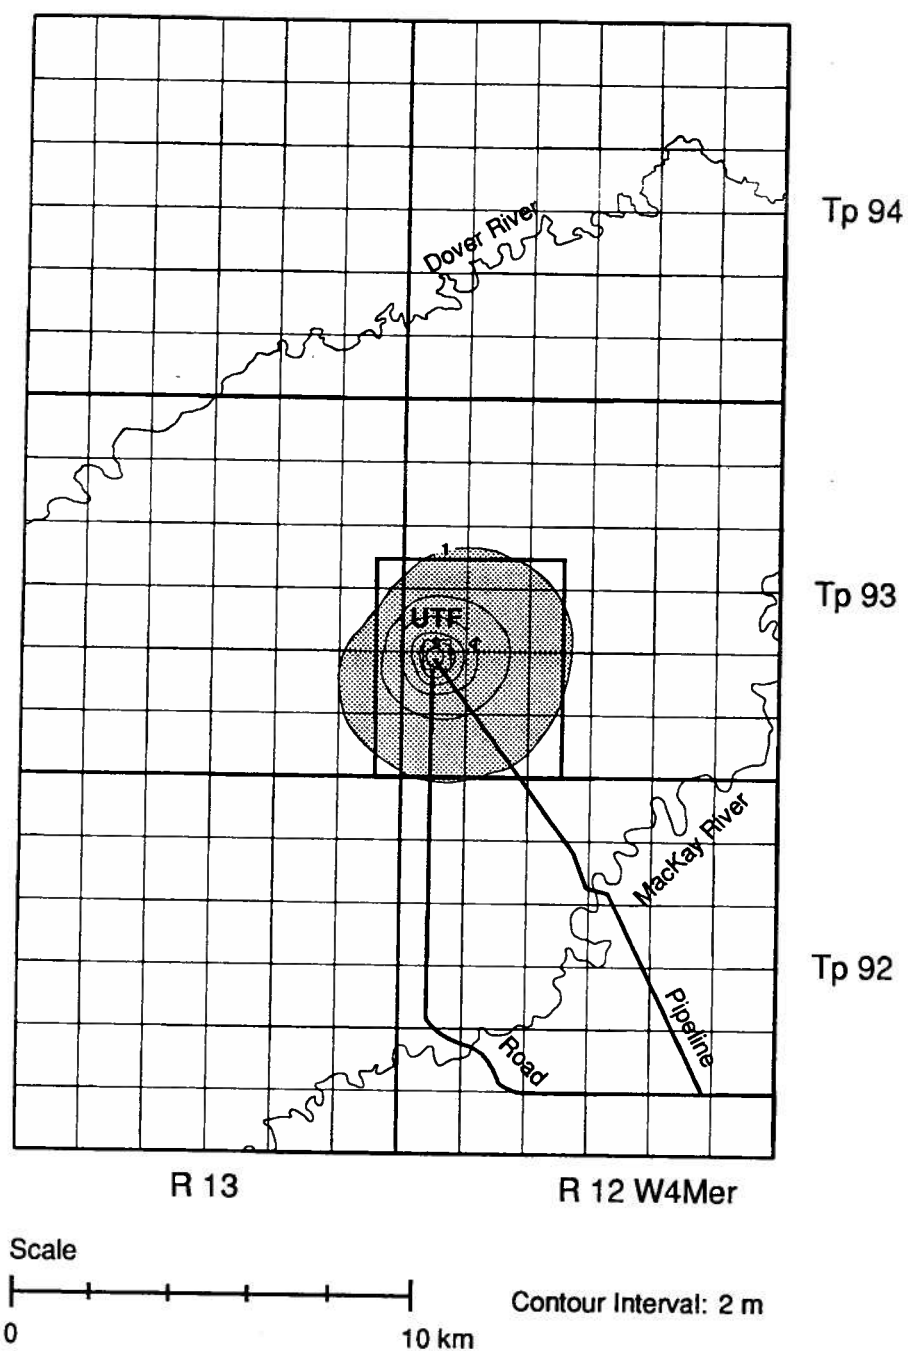 Tp 94
Dover River
Tp 93
1
UTF
Tp 92
MacKay River
Pipeline
Road
R 13
R 12 W4Mer
Scale
0
10 km
Contour Interval: 2 m